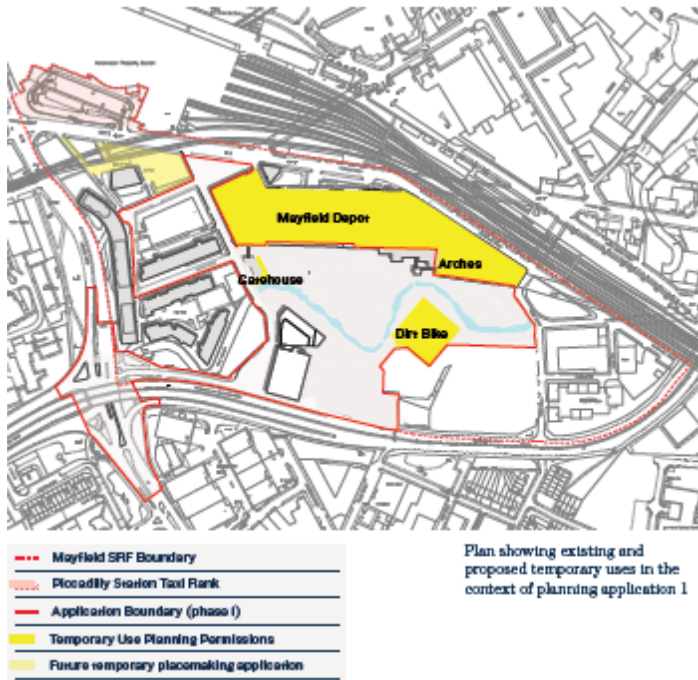 Mayfield Depot
Arches
Gatehouse
Dirt Bike
Mayfield SRF Boundary
Piccadilly Station Taxi Rank
Application Boundary (phase I)
Temporary Use Planning Permissions
Future temporary placemaking application
Plan showing existing and
proposed temporary uses in the
context of planning application 1